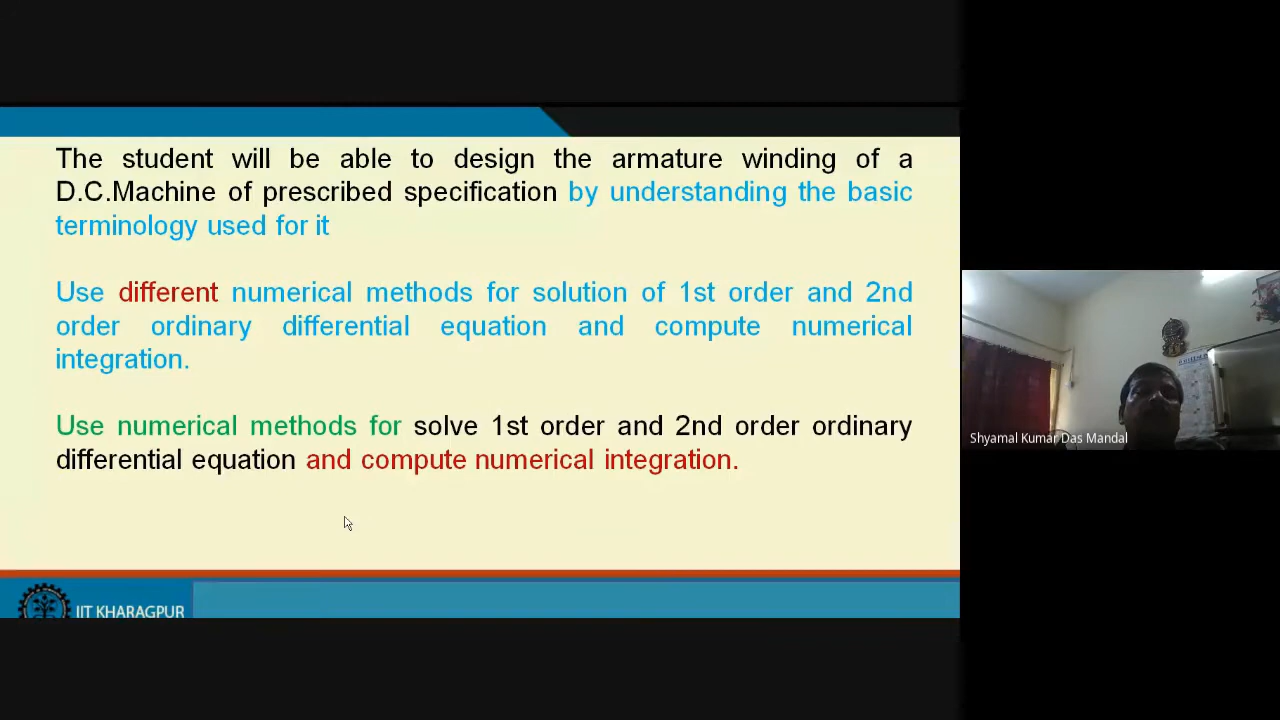 The student will be able to design the armature winding of a
D.C.Machine of prescribed specification by understanding the basic
terminology used for it
Use different numerical methods for solution of 1st order and 2nd
order ordinary differential equation and compute numerical
integration.
Use numerical methods for solve 1st order and 2nd order ordinary
differential equation and compute numerical integration.
IIT KHARAGPUR
Shyamal Kumar Das Mandal